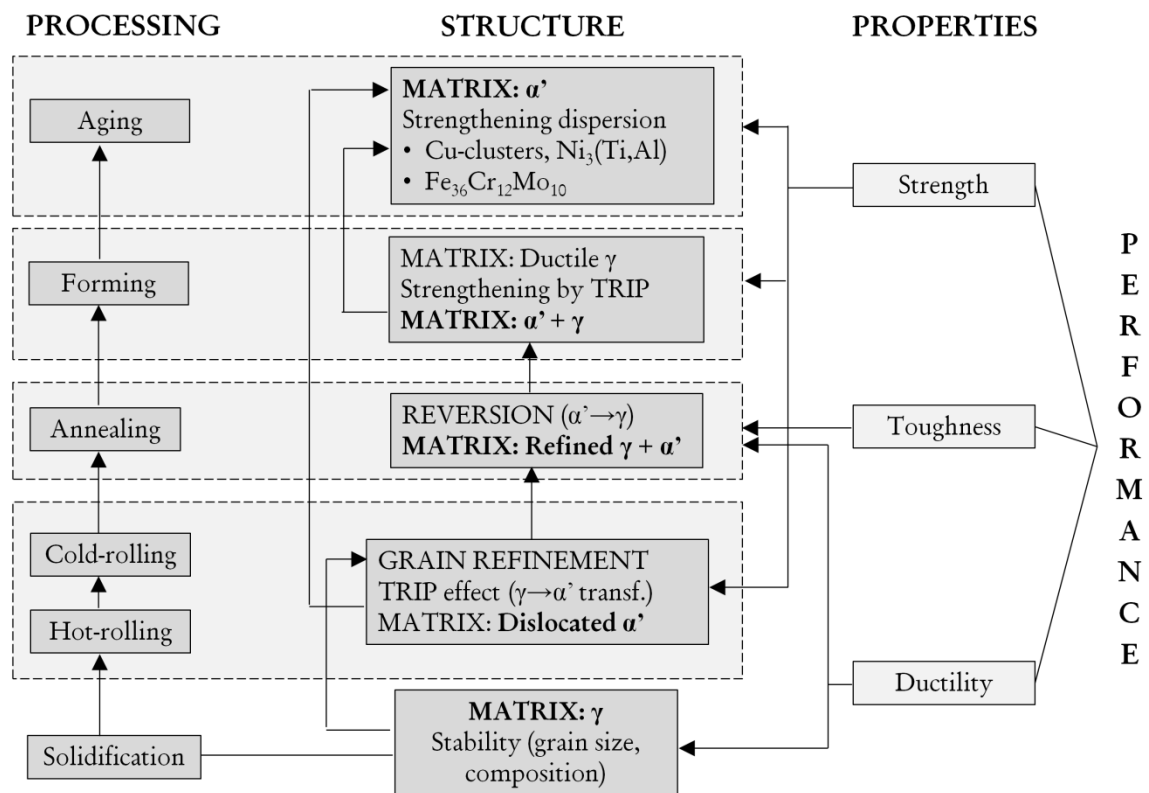 PROCESSING
STRUCTURE
PROPERTIES
Aging
MATRIX: α’
Strengthening dispersion
• Cu-clusters, Ni₃(Ti,Al)
• Fe₃₆Cr₁₂Mo₁₀
Strength
Forming
MATRIX: Ductile γ
Strengthening by TRIP
MATRIX: α’ + γ
Annealing
REVERSION (α’→γ)
MATRIX: Refined γ + α’
Toughness
Cold-rolling
Hot-rolling
GRAIN REFINEMENT
TRIP effect (γ→α’ transf.)
MATRIX: Dislocated α’
Ductility
Solidification
MATRIX: γ
Stability (grain size,
composition)
PERFORMANCE